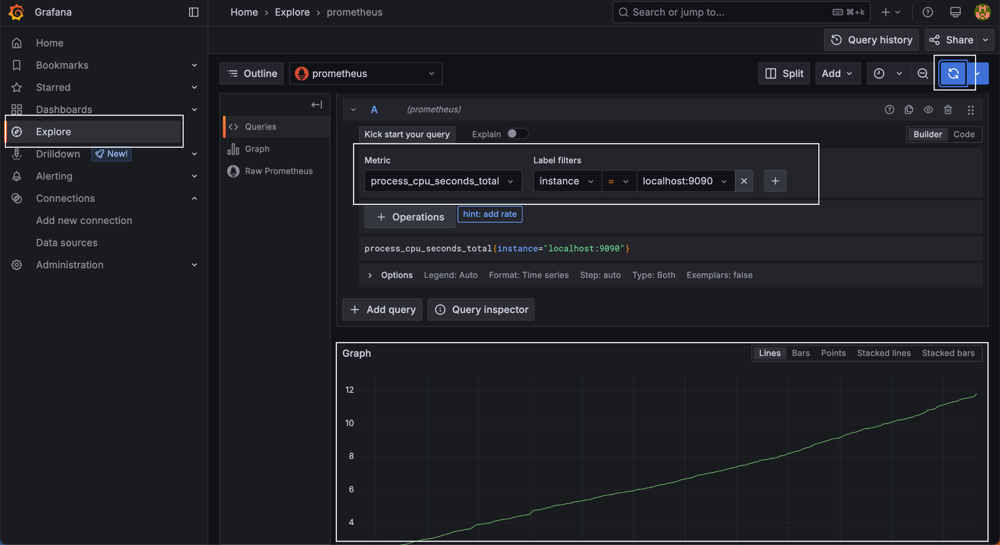 Grafana
Home › Explore › prometheus
Search or jump to...
⌘+k
Home
Bookmarks
Starred
Dashboards
Explore
Drilldown
New!
Alerting
Connections
Add new connection
Data sources
Administration
Query history
Share
Outline
prometheus
Split
Add
Queries
Graph
Raw Prometheus
A
(prometheus)
Kick start your query
Explain
Builder
Code
Metric
Label filters
process_cpu_seconds_total
instance
=
localhost:9090
+ Operations
hint: add rate
process_cpu_seconds_total{instance="localhost:9090"}
Options Legend: Auto Format: Time series Step: auto Type: Both Exemplars: false
+ Add query
Query inspector
Graph
Lines Bars Points Stacked lines Stacked bars
12
10
8
6
4